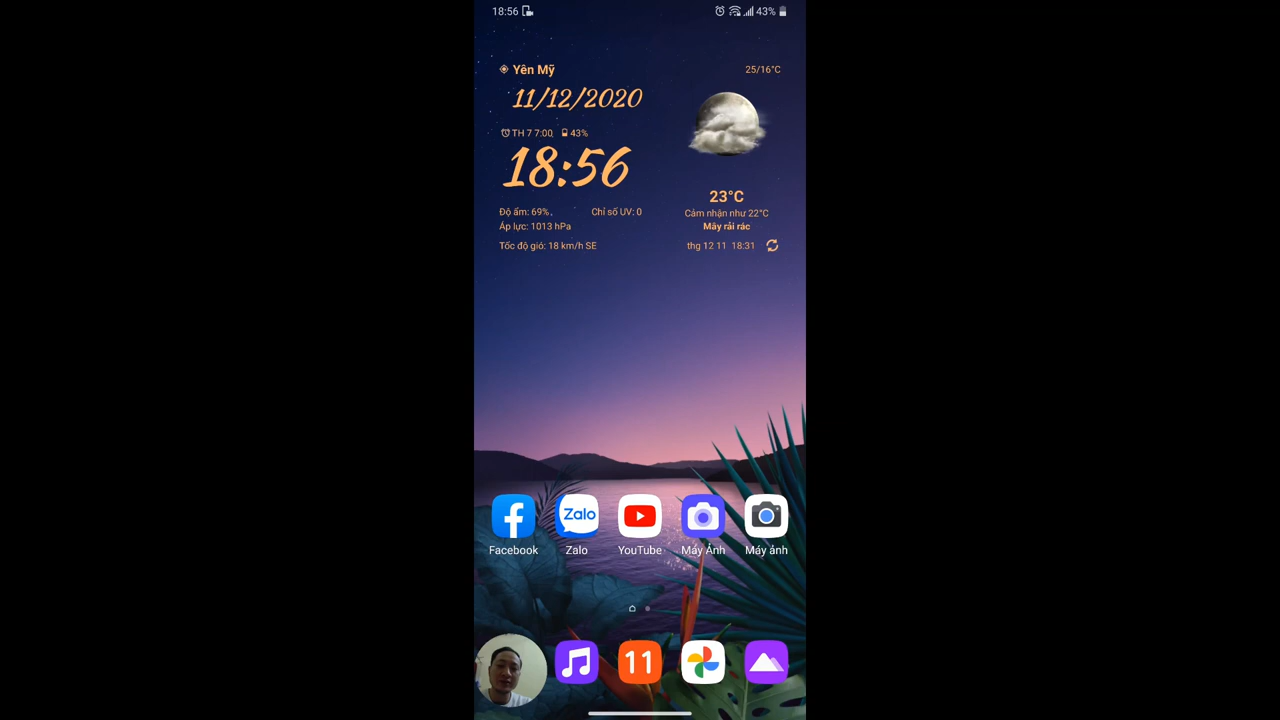 18:56
43%
Yên Mỹ
25/16°C
11/12/2020
TH 7 7:00 43%
18:56
Độ ẩm: 69%
Chỉ số UV: 0
Áp lực: 1013 hPa
Tốc độ gió: 18 km/h SE
23°C
Cảm nhận như 22°C
Mây rải rác
thg 12 11 18:31
Zalo
Facebook
Zalo
YouTube
Máy Ảnh
Máy ảnh
11